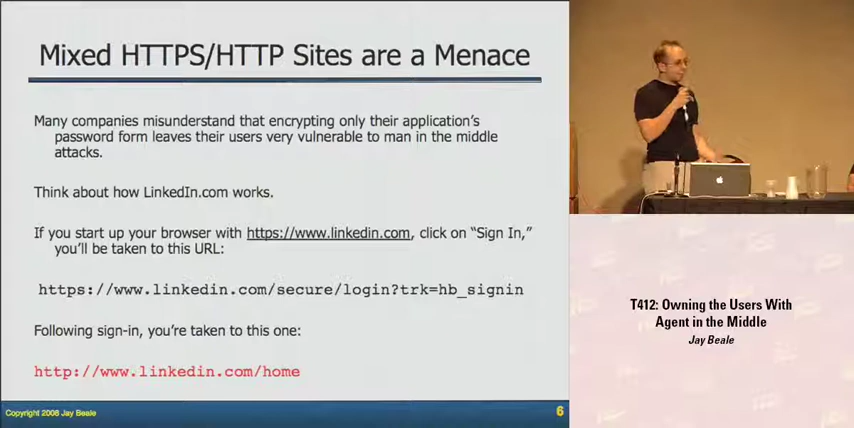 Mixed HTTPS/HTTP Sites are a Menace
Many companies misunderstand that encrypting only their application's
password form leaves their users very vulnerable to man in the middle
attacks.
Think about how LinkedIn.com works.
If you start up your browser with https://www.linkedin.com, click on "Sign In,"
you'll be taken to this URL:
https://www.linkedin.com/secure/login?trk=hb_signin
Following sign-in, you're taken to this one:
http://www.linkedin.com/home
Copyright 2008 Jay Beale
6
T412: Owning the Users With
Agent in the Middle
Jay Beale